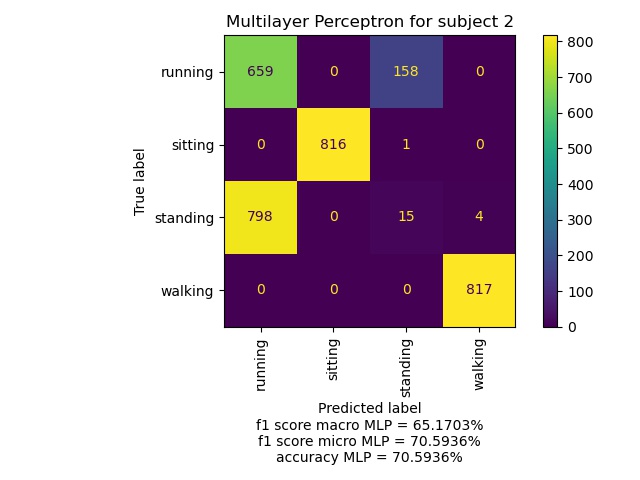 Multilayer Perceptron for subject 2
running 659 0 158 0
sitting 0 816 1 0
standing 798 0 15 4
walking 0 0 0 817
True label
running sitting standing walking
Predicted label
f1 score macro MLP = 65.1703%
f1 score micro MLP = 70.5936%
accuracy MLP = 70.5936%
800
700
600
500
400
300
200
100
0